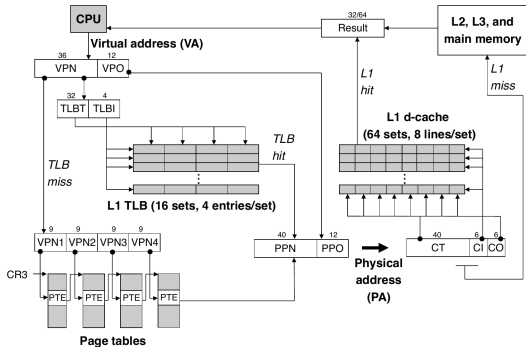 CPU
32/64
Result
L2, L3, and
main memory
Virtual address (VA)
36 12
VPN VPO
32 4
TLBT TLBI
L1
hit
L1
miss
L1 d-cache
(64 sets, 8 lines/set)
TLB
hit
TLB
miss
...
...
L1 TLB (16 sets, 4 entries/set)
9 9 9 9
VPN1 VPN2 VPN3 VPN4
40 12
PPN PPO
40 6 6
CT CI CO
Physical
address
(PA)
CR3
PTE PTE PTE PTE
Page tables